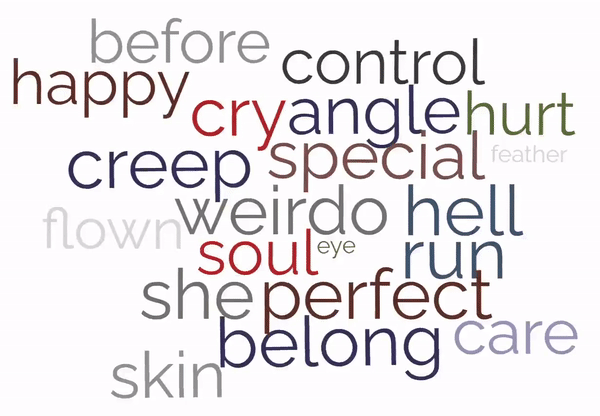 before
control
happy
cry angle hurt
creep special feather
weirdo hell
flown
soul eye run
she perfect
belong care
skin